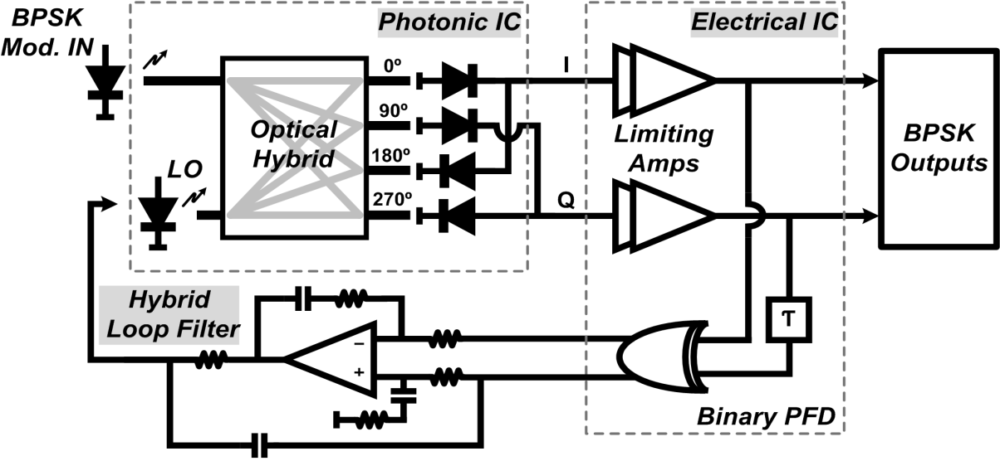 BPSK
Mod. IN
Photonic IC
Electrical IC
0º
90º
180º
270º
Optical
Hybrid
LO
I
Q
Limiting
Amps
BPSK
Outputs
Hybrid
Loop Filter
−
+
τ
Binary PFD